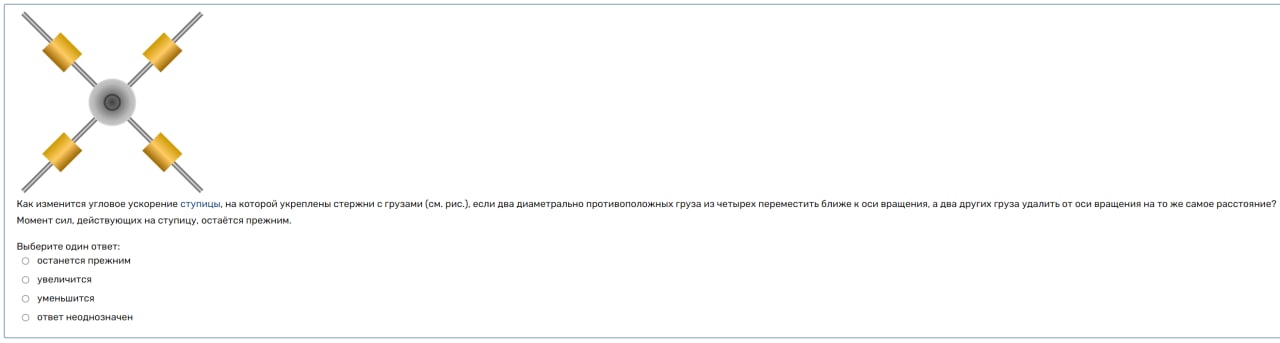 Как изменится угловое ускорение ступицы, на которой укреплены стержни с грузами (см. рис.), если два диаметрально противоположных груза из четырех переместить ближе к оси вращения, а два других груза удалить от оси вращения на то же самое расстояние?
Момент сил, действующих на ступицу, остаётся прежним.
Выберите один ответ:
останется прежним
увеличится
уменьшится
ответ неоднозначен